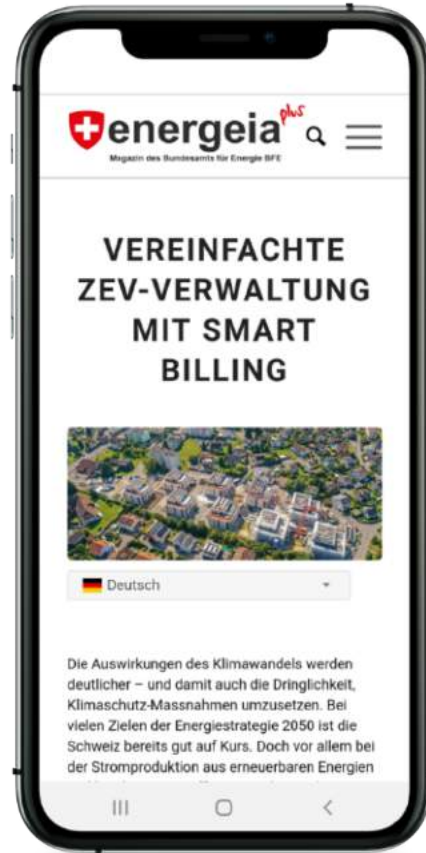 energeia plus
Magazin des Bundesamts für Energie BFE
VEREINFACHTE
ZEV-VERWALTUNG
MIT SMART
BILLING
Deutsch
Die Auswirkungen des Klimawandels werden
deutlicher – und damit auch die Dringlichkeit,
Klimaschutz-Massnahmen umzusetzen. Bei
vielen Zielen der Energiestrategie 2050 ist die
Schweiz bereits gut auf Kurs. Doch vor allem bei
der Stromproduktion aus erneuerbaren Energien